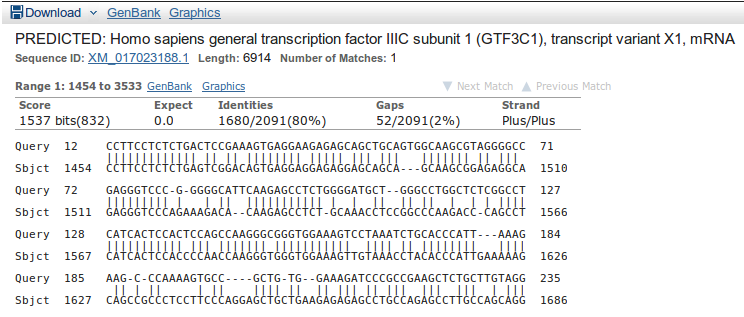 Download GenBank Graphics
PREDICTED: Homo sapiens general transcription factor IIIC subunit 1 (GTF3C1), transcript variant X1, mRNA
Sequence ID: XM_017023188.1 Length: 6914 Number of Matches: 1
Range 1: 1454 to 3533 GenBank Graphics Next Match Previous Match
Score Expect Identities Gaps Strand
1537 bits(832) 0.0 1680/2091(80%) 52/2091(2%) Plus/Plus
Query 12 CCTTCCTCTCTGACTCCGAAAGTGAGGAAGAGAGCAGCTGCAGTGGCAAGCGTAGGGGCC 71
Sbjct 1454 CCTTCCTCTCTGAGTCGGACAGTGAGGAGGAGAGGAGCAGCA---GCAAGCGGAGAGGCA 1510
Query 72 GAGGGTCCC-G-GGGGCATTCAAGAGCCTCTGGGGATGCT---GGGCCTGGCTCTCGGCCT 127
Sbjct 1511 GAGGGTCCCAGAAAGACA--CAAGAGCCTCT-GCAAACCTCCGGCCCAAGACC-CAGCCT 1566
Query 128 CATCACTCCACTCCAGCCAAGGGCGGGTGGAAAGTCCTAAATCTGCACCCATT---AAAG 184
Sbjct 1567 CATCACTCCACCCCCAACCAAGGGTGGGTGGAAAGTTGTAAACCTACACCCATTGAAAAAG 1626
Query 185 AAG-C-CCAAAAGTGCC----GCTG-TG--GAAAGATCCCGCCGAAGCTCTGCTTGTAGG 235
Sbjct 1627 CAGCCGCCCTCCTTCCCAGGAGCTGCTGAAGAGAGAGCCTGCCAGAGCCTTGCCAGCAGG 1686